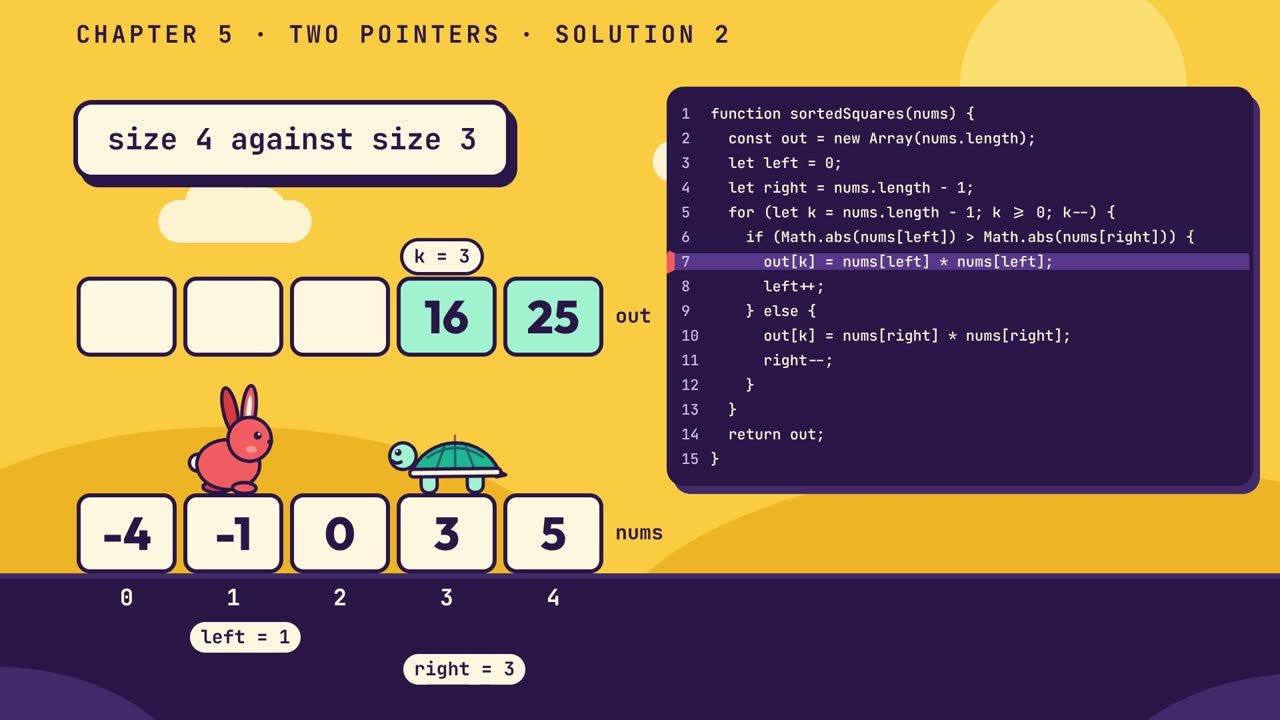 CHAPTER 5 · TWO POINTERS · SOLUTION 2
size 4 against size 3
k = 3
16 25 out
-4 -1 0 3 5 nums
0 1 2 3 4
left = 1
right = 3
1 function sortedSquares(nums) {
2 const out = new Array(nums.length);
3 let left = 0;
4 let right = nums.length - 1;
5 for (let k = nums.length - 1; k >= 0; k--) {
6 if (Math.abs(nums[left]) > Math.abs(nums[right])) {
7 out[k] = nums[left] * nums[left];
8 left++;
9 } else {
10 out[k] = nums[right] * nums[right];
11 right--;
12 }
13 }
14 return out;
15 }